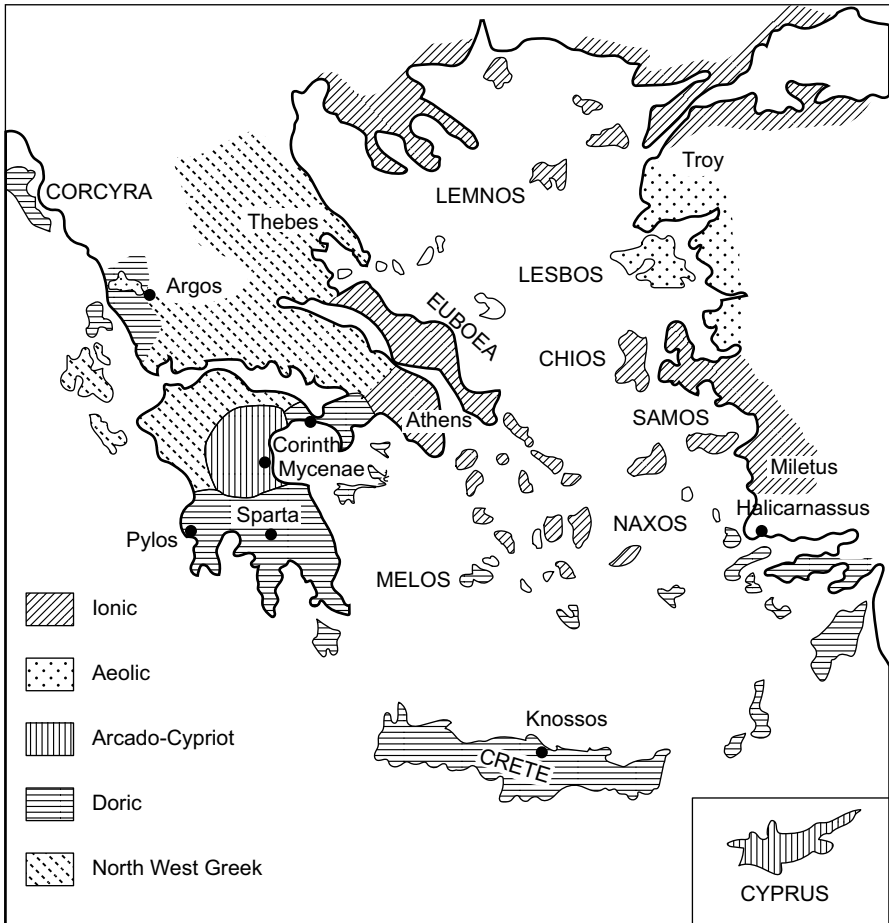 CORCYRA
Troy
LEMNOS
Thebes
LESBOS
Argos
EUBOEA
CHIOS
Athens
SAMOS
Corinth
Mycenae
Miletus
Halicarnassus
Sparta
NAXOS
Pylos
MELOS
Ionic
Aeolic
Knossos
Arcado-Cypriot
CRETE
Doric
North West Greek
CYPRUS